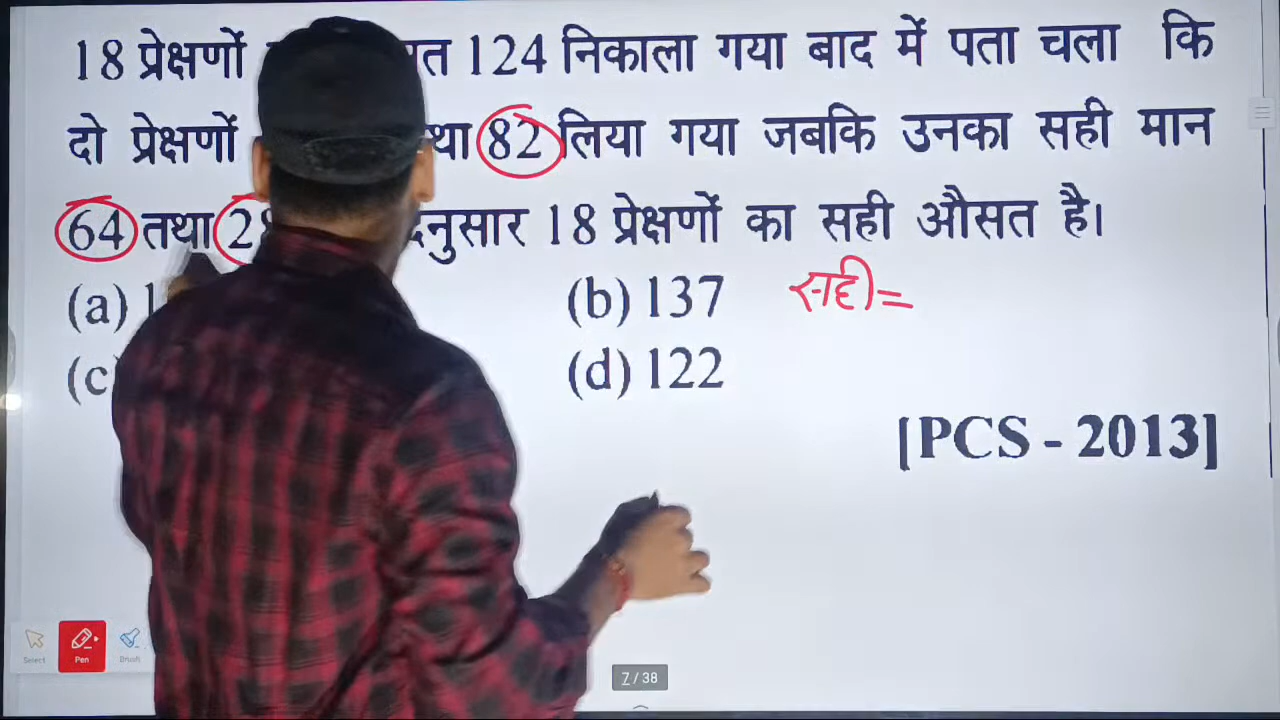 18 प्रेक्षणों 124 निकाला गया बाद में पता चला कि
दो प्रेक्षणों 82 लिया गया जबकि उनका सही मान
64 तथा 18 प्रेक्षणों का सही औसत है।
(a) (b) 137 सही =
(d) 122
[PCS - 2013]
Select Pen Brush
7 / 38